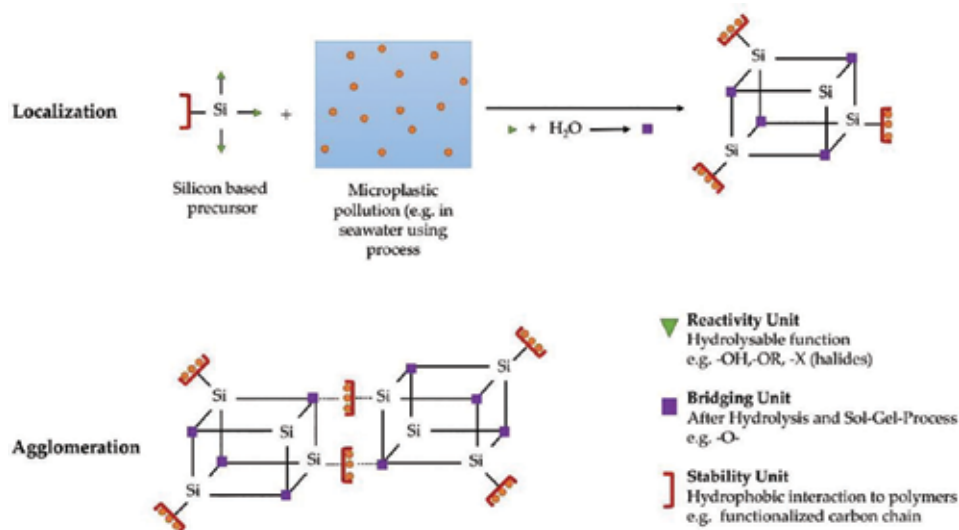 Si
Si
Localization
Si
+
Si
Si
+ H₂O
Si
Silicon based
precursor
Microplastic
pollution (e.g. in
seawater using
process
Reactivity Unit
Hydrolysable function
e.g. -OH,-OR, -X (halides)
Si
Si
Si
Si
Si
Bridging Unit
After Hydrolysis and Sol-Gel-Process
e.g. -O-
Agglomeration
Si
Si
Si
Si
Stability Unit
Hydrophobic interaction to polymers
e.g. functionalized carbon chain